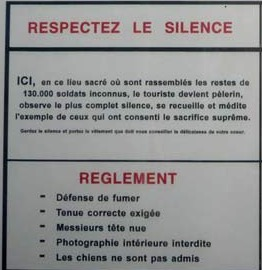 RESPECTEZ LE SILENCE
ICI, en ce lieu sacré où sont rassemblés les restes de
130.000 soldats inconnus, le touriste devient pèlerin,
observe le plus complet silence, se recueille et médite
l'exemple de ceux qui ont consenti le sacrifice suprême.
Gardez le silence et portez le vêtement que doit vous conseiller la délicatesse de votre coeur.
REGLEMENT
- Défense de fumer
- Tenue correcte exigée
- Messieurs tête nue
- Photographie intérieure interdite
- Les chiens ne sont pas admis